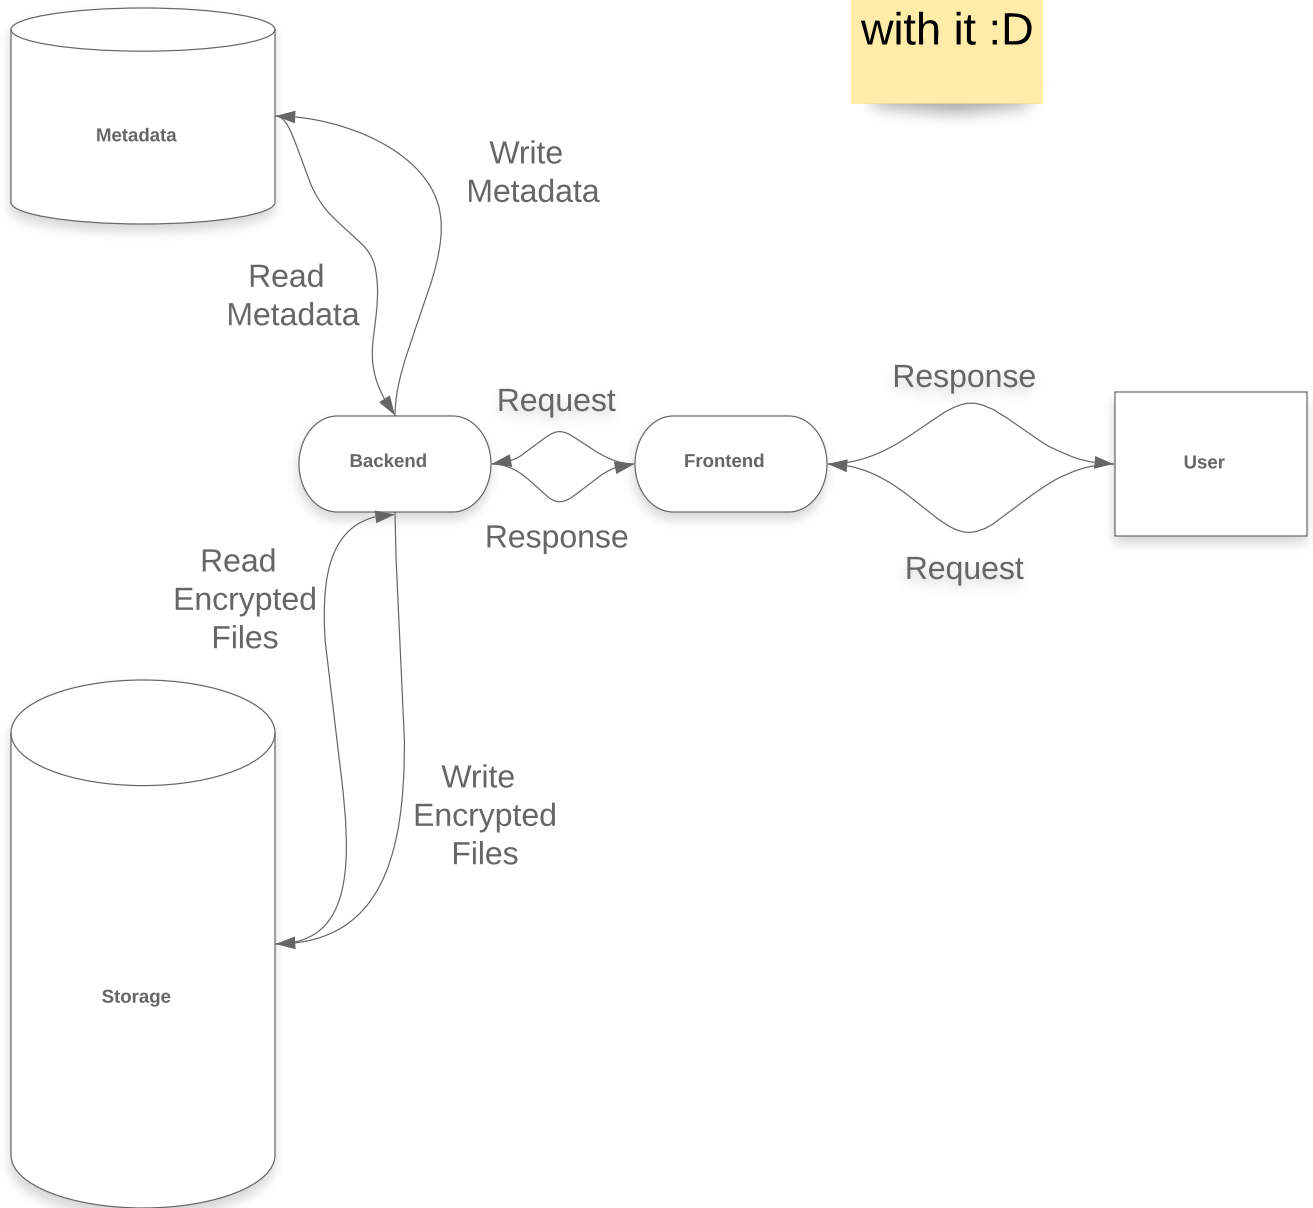 with it :D
Metadata
Write
Metadata
Read
Metadata
Request
Response
Backend
Frontend
User
Response
Request
Read
Encrypted
Files
Write
Encrypted
Files
Storage